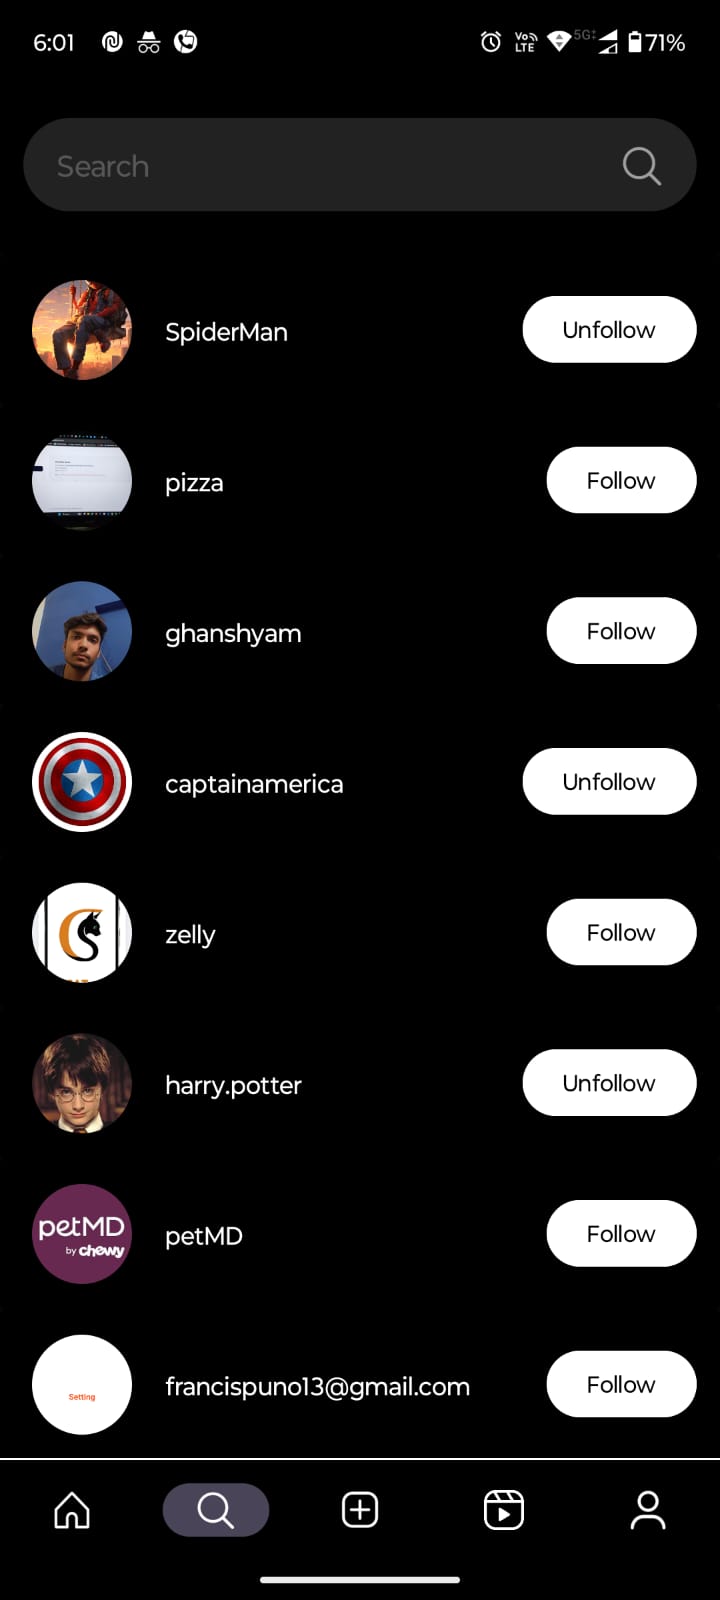 6:01
Vo
LTE
5G
71%
Search
SpiderMan
Unfollow
pizza
Follow
ghanshyam
Follow
captainamerica
Unfollow
zelly
Follow
harry.potter
Unfollow
petMD
by chewy
petMD
Follow
Setting
francispuno13@gmail.com
Follow